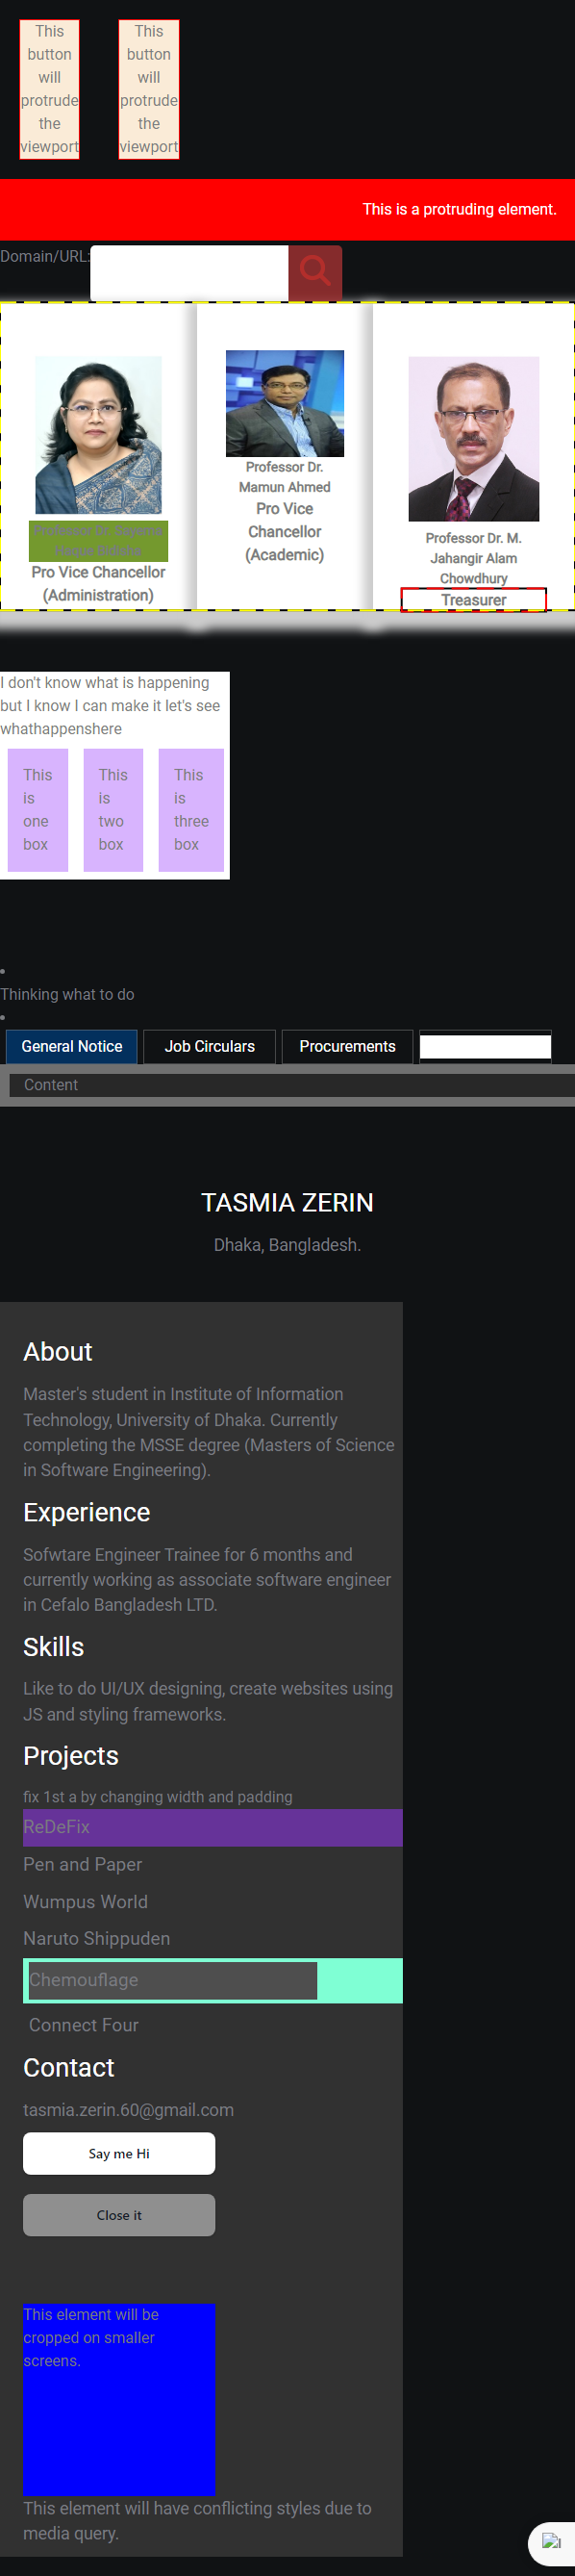 This
button
will
protrude
the
viewport
This
button
will
protrude
the
viewport
This is a protruding element.
Domain/URL:
Professor Dr. Sayema
Haque Bidisha
Pro Vice Chancellor
(Administration)
Professor Dr.
Mamun Ahmed
Pro Vice
Chancellor
(Academic)
Professor Dr. M.
Jahangir Alam
Chowdhury
Treasurer
I don't know what is happening
but I know I can make it let's see
whathappenshere
This
is
one
box
This
is
two
box
This
is
three
box
Thinking what to do
General Notice
Job Circulars
Procurements
Content
TASMIA ZERIN
Dhaka, Bangladesh.
About
Master's student in Institute of Information
Technology, University of Dhaka. Currently
completing the MSSE degree (Masters of Science
in Software Engineering).
Experience
Sofwtare Engineer Trainee for 6 months and
currently working as associate software engineer
in Cefalo Bangladesh LTD.
Skills
Like to do UI/UX designing, create websites using
JS and styling frameworks.
Projects
fix 1st a by changing width and padding
ReDeFix
Pen and Paper
Wumpus World
Naruto Shippuden
Chemouflage
Connect Four
Contact
tasmia.zerin.60@gmail.com
Say me Hi
Close it
This element will be
cropped on smaller
screens.
This element will have conflicting styles due to
media query.